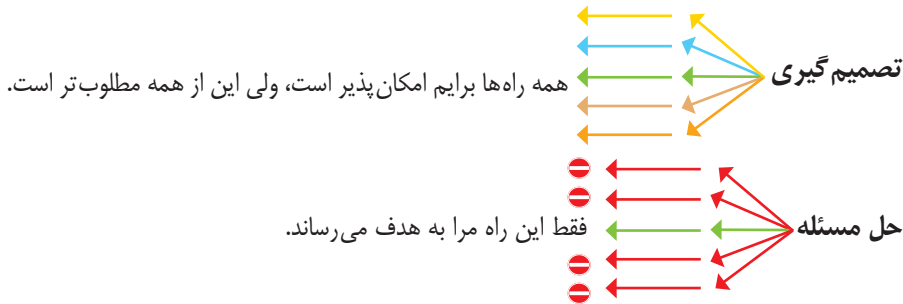 تصمیم‌گیری
همه راه‌ها برایم امکان‌پذیر است، ولی این از همه مطلوب‌تر است.
حل مسئله
فقط این راه مرا به هدف می‌رساند.